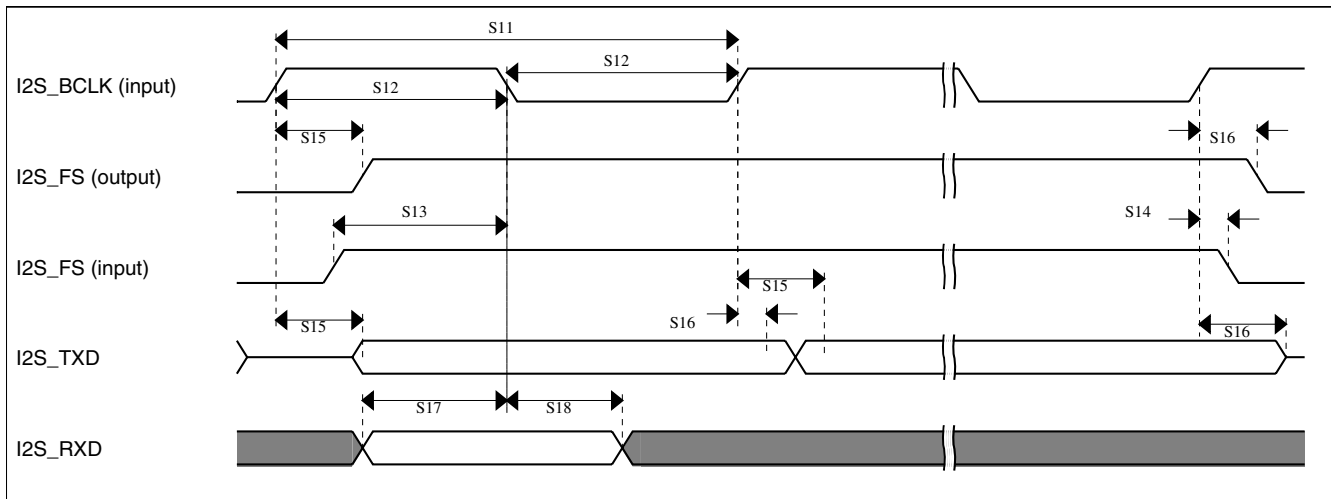 S11
I2S_BCLK (input)
S12
S12
S15
S16
I2S_FS (output)
S13
S14
I2S_FS (input)
S15
S15
S16
S16
I2S_TXD
S17
S18
I2S_RXD